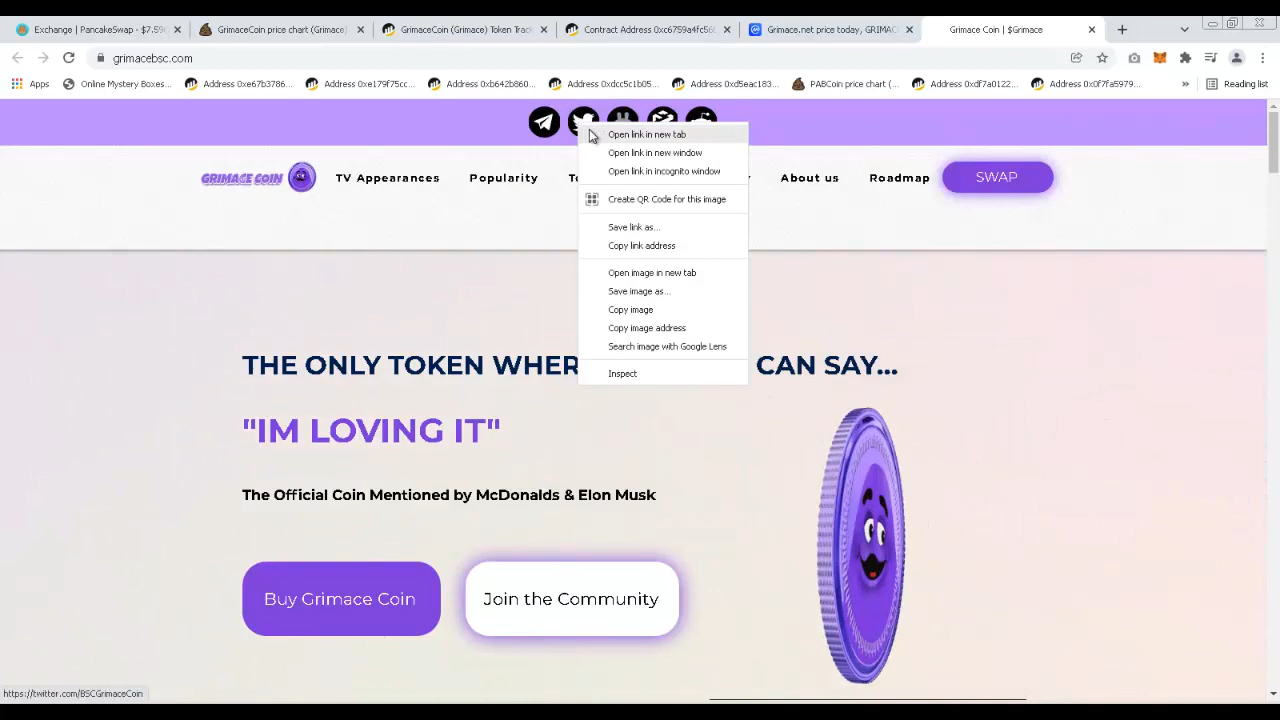 Exchange | PancakeSwap - $7.59
GrimaceCoin price chart (Grimace)
GrimaceCoin (Grimace) Token Track
Contract Address 0xc6759a4fc56
Grimace.net price today, GRIMAC
Grimace Coin | $Grimace
grimacebsc.com
Apps
Online Mystery Boxes...
Address 0xe67b3786...
Address 0xe179f75cc...
Address 0xb642b860...
Address 0xdcc5c1b05...
Address 0xd5eac183...
PABCoin price chart (...
Address 0xdf7a0122...
Address 0x0f7fa5979...
»
Reading list
GRIMACE COIN
TV Appearances
Popularity
About us
Roadmap
SWAP
Open link in new tab
Open link in new window
Open link in incognito window
Create QR Code for this image
Save link as...
Copy link address
Open image in new tab
Save image as...
Copy image
Copy image address
Search image with Google Lens
Inspect
THE ONLY TOKEN WHER CAN SAY...
"IM LOVING IT"
The Official Coin Mentioned by McDonalds & Elon Musk
Buy Grimace Coin
Join the Community
https://twitter.com/BSCGrimaceCoin